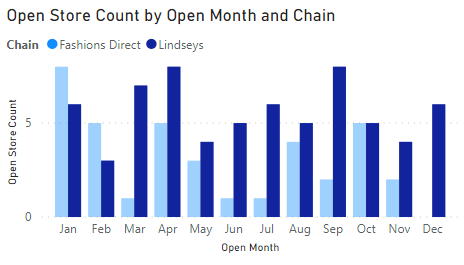 Open Store Count by Open Month and Chain
Chain Fashions Direct Lindseys
Open Store Count
5
0
Jan Feb Mar Apr May Jun Jul Aug Sep Oct Nov Dec
Open Month